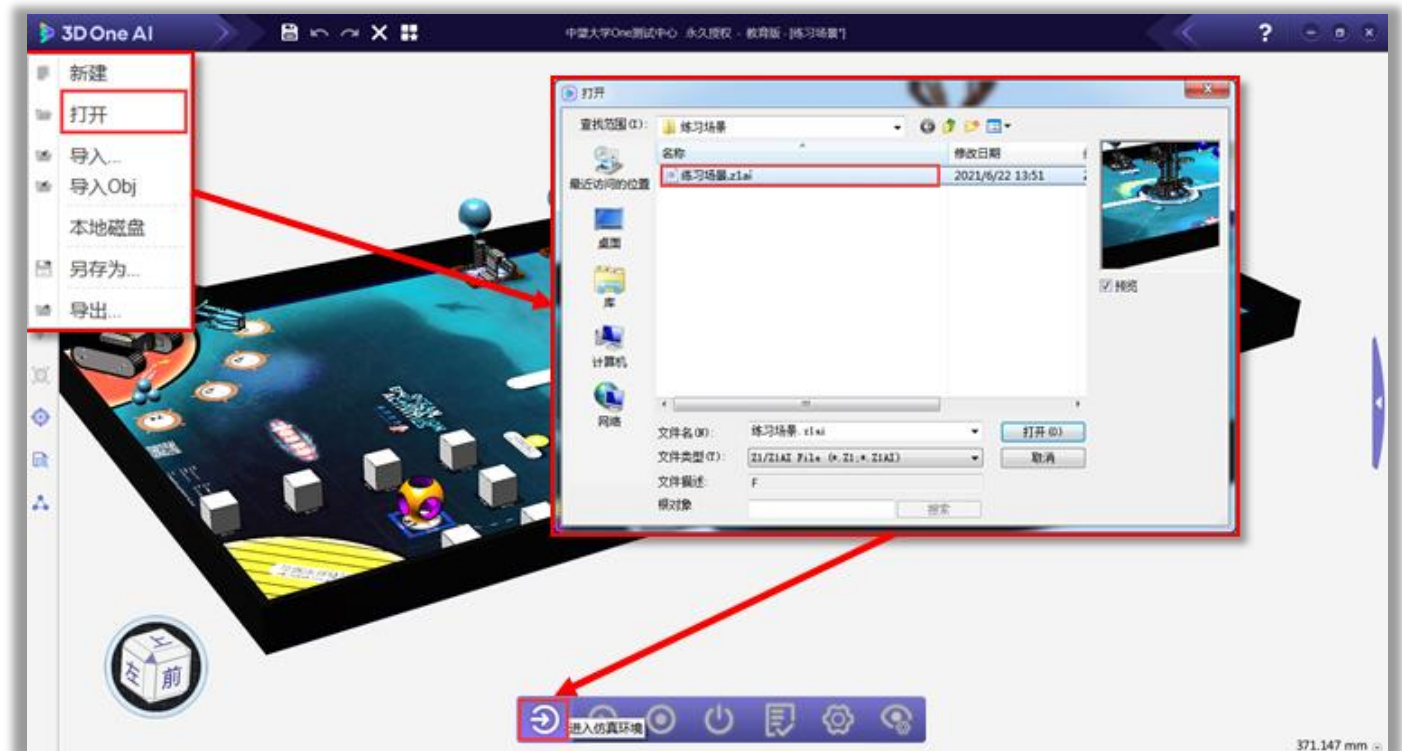 3D One AI
中望大学One测试中心 永久授权 - 教育版 - [练习场景*]
?
新建
打开
导入...
导入Obj
本地磁盘
另存为...
导出...
打开
查找范围(I):
练习场景
名称
修改日期
练习场景.z1ai
2021/6/22 13:51
最近访问的位置
桌面
库
计算机
网络
预览
文件名(N):
练习场景.z1ai
打开(O)
文件类型(T):
Z1/Z1AI File (*.Z1;*.Z1AI)
取消
文件描述:
F
根对象
搜索
上
左
前
进入仿真环境
371.147 mm